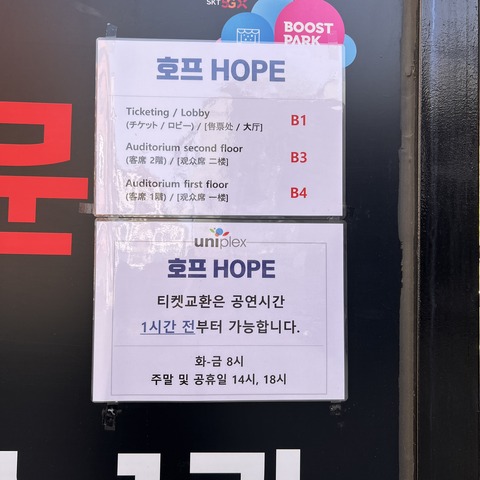 SKT 5GX
BOOST
PARK
호프 HOPE
Ticketing / Lobby
(チケット / ロビー) / [售票处 / 大厅]
B1
Auditorium second floor
(客席 2階) / [观众席 二楼]
B3
Auditorium first floor
(客席 1階) / [观众席 一楼]
B4
uniplex
호프 HOPE
티켓교환은 공연시간
1시간 전부터 가능합니다.
화-금 8시
주말 및 공휴일 14시, 18시